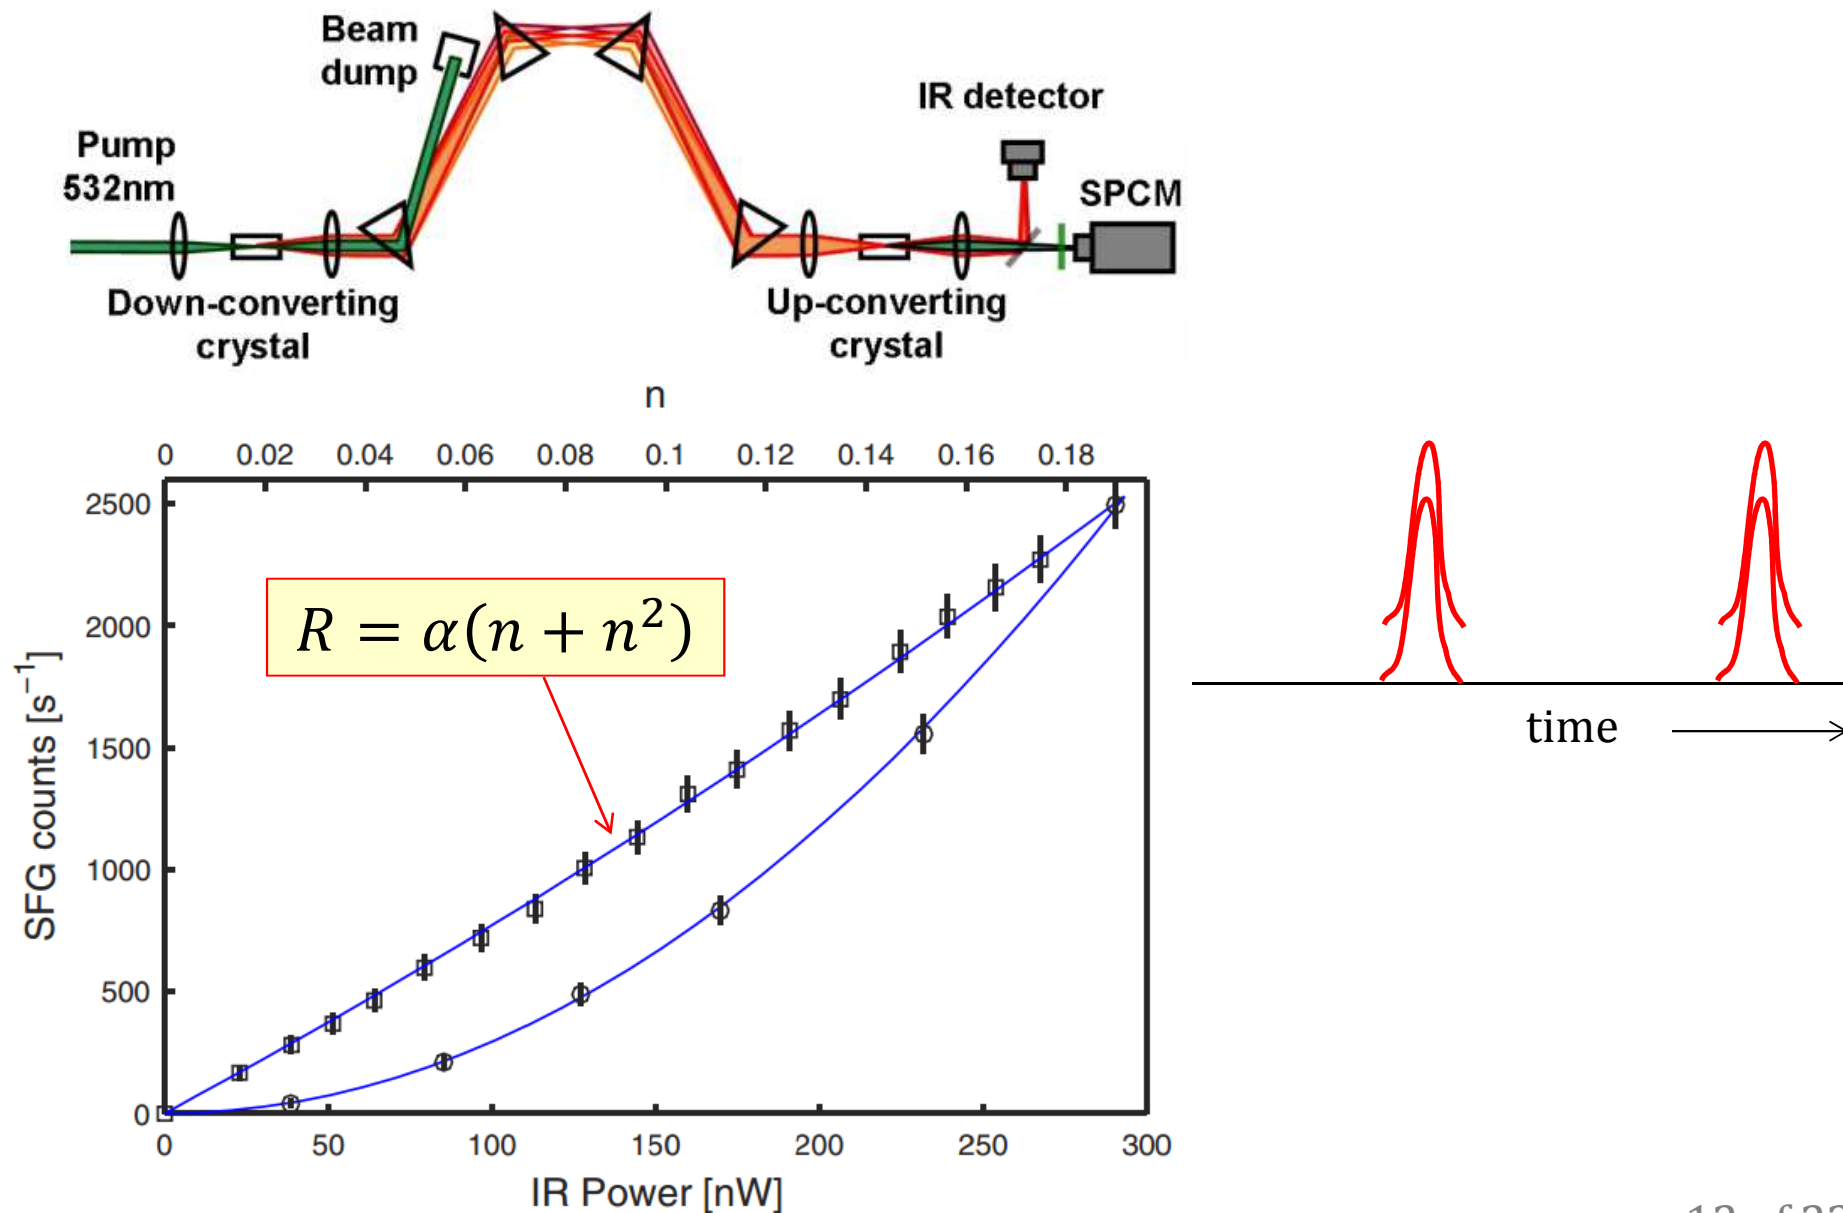 Beam
dump
IR detector
Pump
532nm
SPCM
Down-converting
crystal
Up-converting
crystal
n
0 0.02 0.04 0.06 0.08 0.1 0.12 0.14 0.16 0.18
2500
2000
1500
1000
500
0
SFG counts [s⁻¹]
R = α(n + n²)
0 50 100 150 200 250 300
IR Power [nW]
time